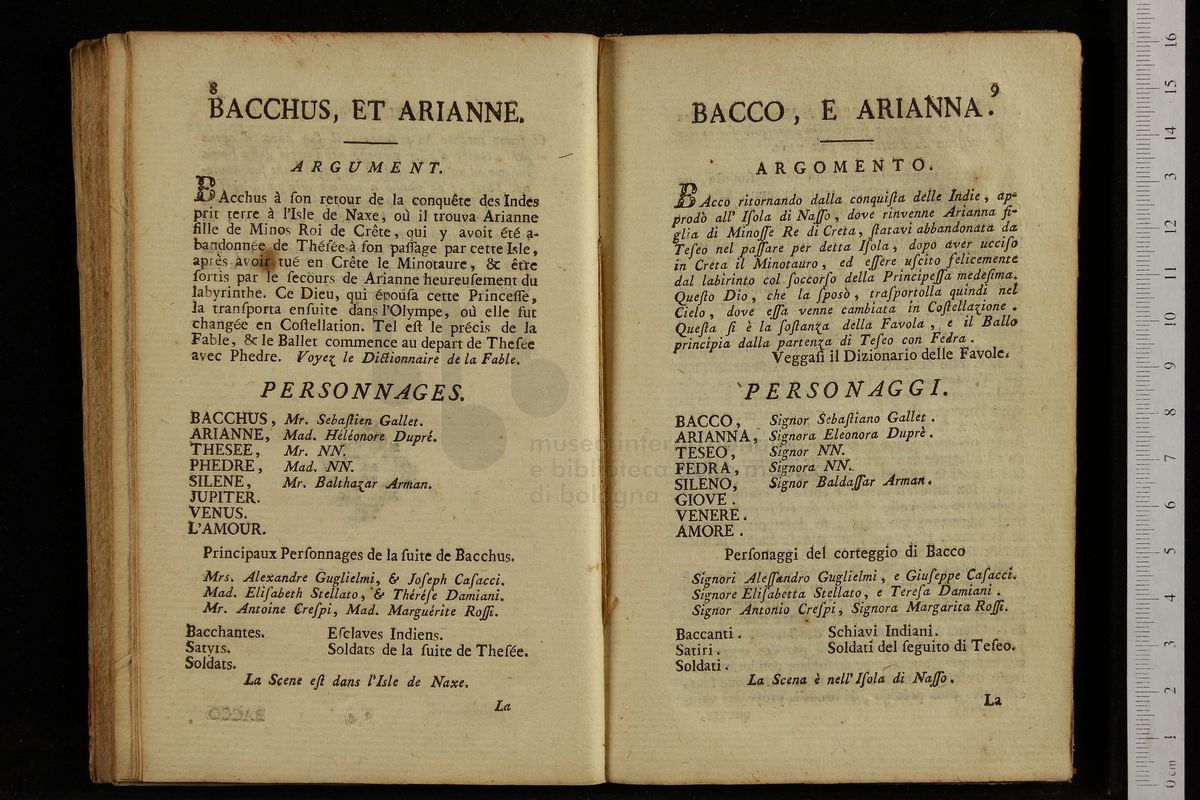 8
BACCHUS, ET ARIANNE.
ARGUMENT.
BAcchus à ſon retour de la conquête des Indes
prit terre à l'Isle de Naxe, où il trouva Arianne
fille de Minos Roi de Crête, qui y avoit été a-
bandonnée de Théſée à ſon paſſage par cette Isle,
après avoir tué en Crête le Minotaure, & être
ſortis par le ſecours de Arianne heureuſement du
labyrinthe. Ce Dieu, qui épouſa cette Princeſſe,
la tranſporta enſuite dans l'Olympe, où elle fut
changée en Coſtellation. Tel eſt le précis de la
Fable, & le Ballet commence au depart de Theſée
avec Phedre. Voyez le Dictionnaire de la Fable.
PERSONNAGES.
BACCHUS, Mr. Sebaſtien Gallet.
ARIANNE, Mad. Héléonore Dupré.
THESEE, Mr. NN.
PHEDRE, Mad. NN.
SILENE, Mr. Balthazar Arman.
JUPITER.
VENUS.
L'AMOUR.
Principaux Perſonnages de la ſuite de Bacchus.
Mrs. Alexandre Guglielmi, & Joſeph Caſacci.
Mad. Eliſabeth Stellato, & Théréſe Damiani.
Mr. Antoine Creſpi, Mad. Marguérite Roſſi.
Bacchantes. Eſclaves Indiens.
Satyrs. Soldats de la ſuite de Theſée.
Soldats.
La Scene eſt dans l'Isle de Naxe.
La
9
BACCO, E ARIANNA.
ARGOMENTO.
BAcco ritornando dalla conquiſta delle Indie, ap-
prodò all' Iſola di Naſſo, dove rinvenne Arianna fi-
glia di Minoſſe Re di Creta, ſtatavi abbandonata da
Teſeo nel paſſare per detta Iſola, dopo aver ucciſo
in Creta il Minotauro, ed eſſere uſcito felicemente
dal labirinto col ſoccorſo della Principeſſa medeſima.
Queſto Dio, che la ſposò, traſportolla quindi nel
Cielo, dove eſſa venne cambiata in Coſtellazione.
Queſta ſi è la ſoſtanza della Favola, e il Ballo
principia dalla partenza di Teſeo con Fedra.
Veggaſi il Dizionario delle Favole.
PERSONAGGI.
BACCO, Signor Sebaſtiano Gallet.
ARIANNA, Signora Eleonora Duprè.
TESEO, Signor NN.
FEDRA, Signora NN.
SILENO, Signor Baldaſſar Arman.
GIOVE.
VENERE.
AMORE.
Perſonaggi del corteggio di Bacco
Signori Aleſſandro Guglielmi, e Giuſeppe Caſacci.
Signore Eliſabetta Stellato, e Tereſa Damiani.
Signor Antonio Creſpi, Signora Margarita Roſſi.
Baccanti. Schiavi Indiani.
Satiri. Soldati del ſeguito di Teſeo.
Soldati.
La Scena è nell' Iſola di Naſſo.
La